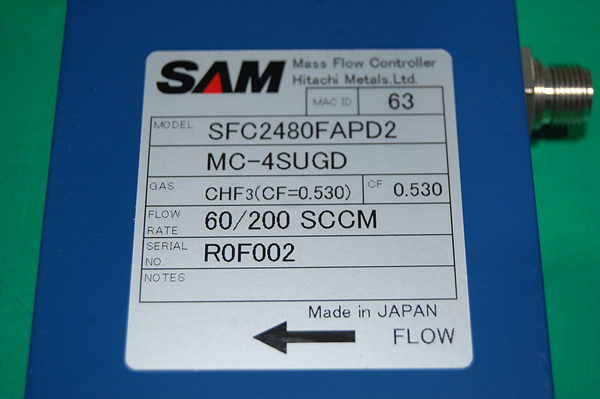 SAM Mass Flow Controller
Hitachi Metals,Ltd.
MAC ID 63
MODEL SFC2480FAPD2
MC-4SUGD
GAS CHF3(CF=0.530) CF 0.530
FLOW RATE 60/200 SCCM
SERIAL NO. R0F002
NOTES
Made in JAPAN
FLOW